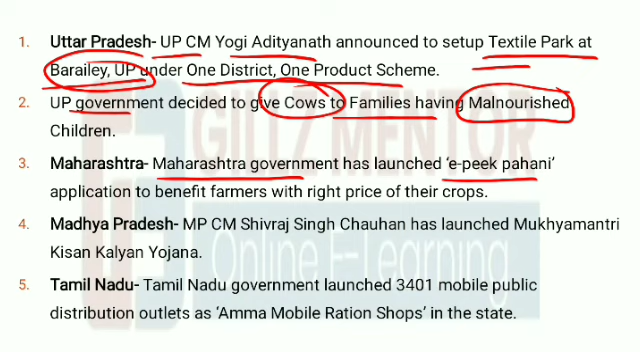 1. Uttar Pradesh- UP CM Yogi Adityanath announced to setup Textile Park at
Barailey, UP under One District, One Product Scheme.
2. UP government decided to give Cows to Families having Malnourished
Children.
3. Maharashtra- Maharashtra government has launched ‘e-peek pahani’
application to benefit farmers with right price of their crops.
4. Madhya Pradesh- MP CM Shivraj Singh Chauhan has launched Mukhyamantri
Kisan Kalyan Yojana.
5. Tamil Nadu- Tamil Nadu government launched 3401 mobile public
distribution outlets as ‘Amma Mobile Ration Shops’ in the state.
GILTZ MENTOR
Online E-Learning